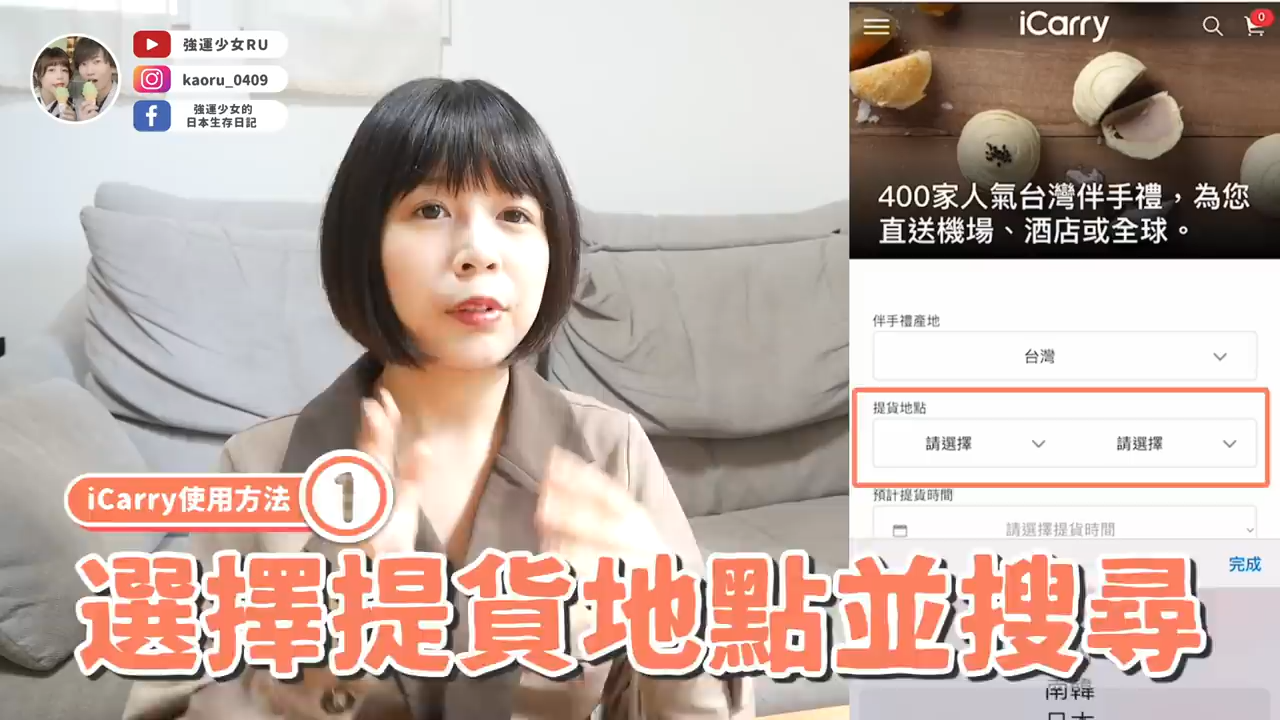 強運少女RU
kaoru_0409
強運少女的
日本生存日記
iCarry
0
400家人氣台灣伴手禮，為您
直送機場、酒店或全球。
伴手禮產地
台灣
提貨地點
請選擇 請選擇
預計提貨時間
請選擇提貨時間
完成
南韓
日本
iCarry使用方法 1
選擇提貨地點並搜尋